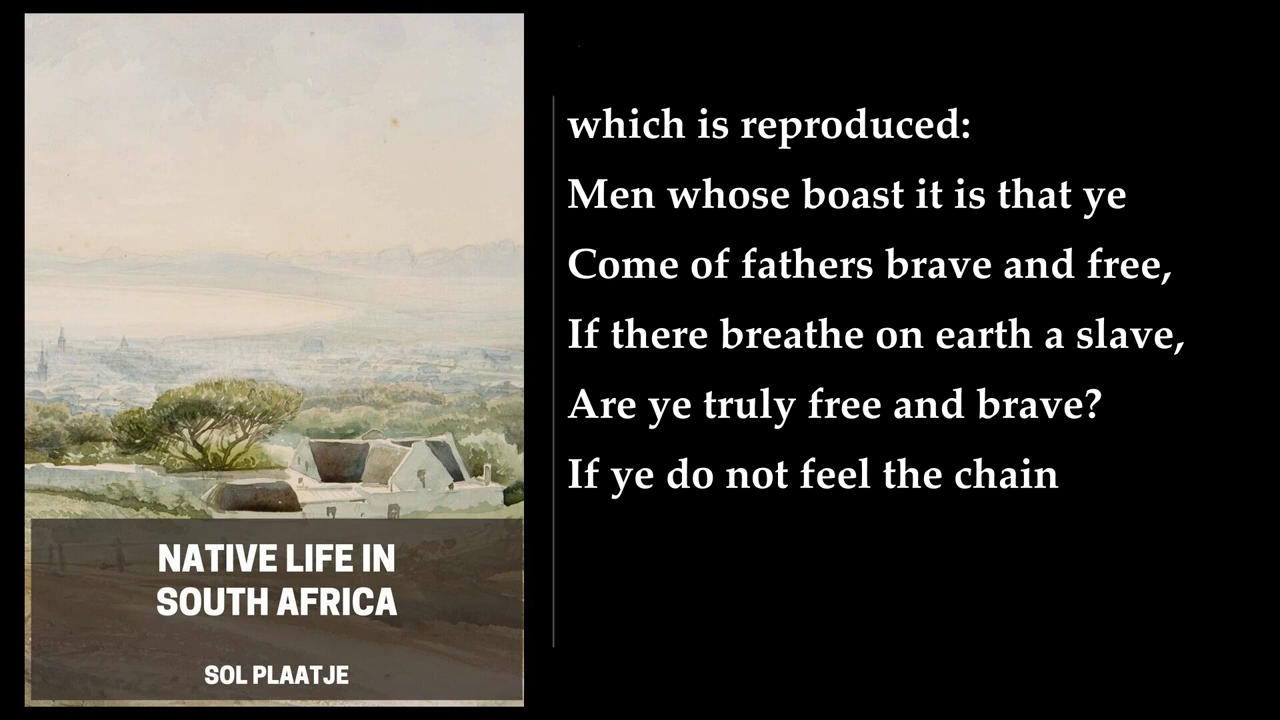 NATIVE LIFE IN
SOUTH AFRICA
SOL PLAATJE
which is reproduced:
Men whose boast it is that ye
Come of fathers brave and free,
If there breathe on earth a slave,
Are ye truly free and brave?
If ye do not feel the chain